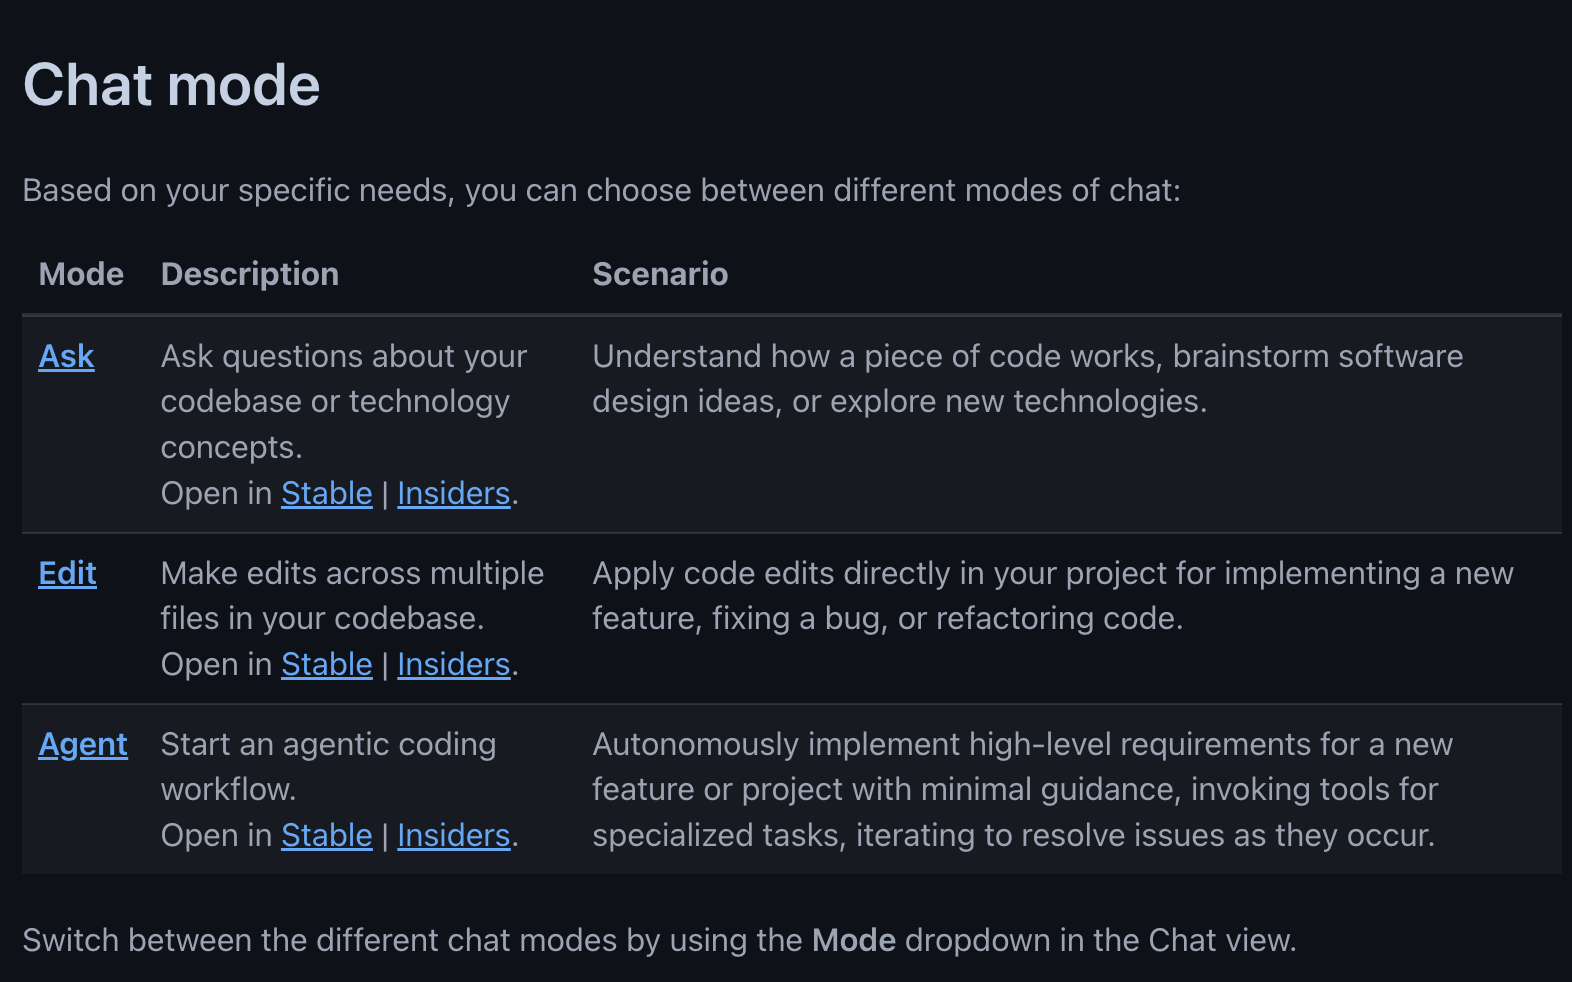 Chat mode
Based on your specific needs, you can choose between different modes of chat:
Mode Description Scenario
Ask Ask questions about your Understand how a piece of code works, brainstorm software
codebase or technology design ideas, or explore new technologies.
concepts.
Open in Stable | Insiders.
Edit Make edits across multiple Apply code edits directly in your project for implementing a new
files in your codebase. feature, fixing a bug, or refactoring code.
Open in Stable | Insiders.
Agent Start an agentic coding Autonomously implement high-level requirements for a new
workflow. feature or project with minimal guidance, invoking tools for
Open in Stable | Insiders. specialized tasks, iterating to resolve issues as they occur.
Switch between the different chat modes by using the Mode dropdown in the Chat view.